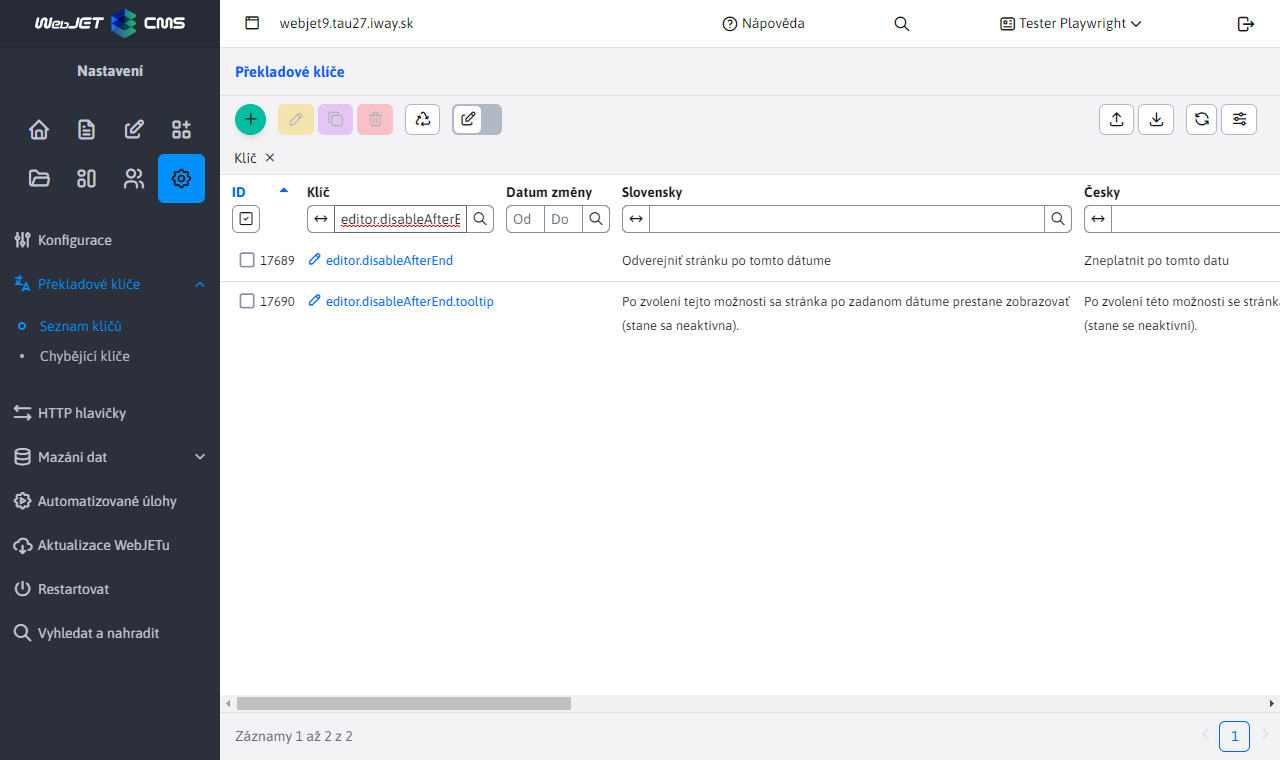 WebJET CMS
webjet9.tau27.iway.sk
Nápověda
Tester Playwright
Nastavení
Překladové klíče
Klíč ×
ID
Klíč
Datum změny
Slovensky
Česky
editor.disableAfterE
Od
Do
17689
editor.disableAfterEnd
Odverejniť stránku po tomto dátume
Zneplatnit po tomto datu
17690
editor.disableAfterEnd.tooltip
Po zvolení tejto možnosti sa stránka po zadanom dátume prestane zobrazovať
(stane sa neaktívna).
Po zvolení této možnosti se stránka
(stane se neaktivní).
Konfigurace
Překladové klíče
Seznam klíčů
Chybějící klíče
HTTP hlavičky
Mazání dat
Automatizované úlohy
Aktualizace WebJETu
Restartovat
Vyhledat a nahradit
Záznamy 1 až 2 z 2
1